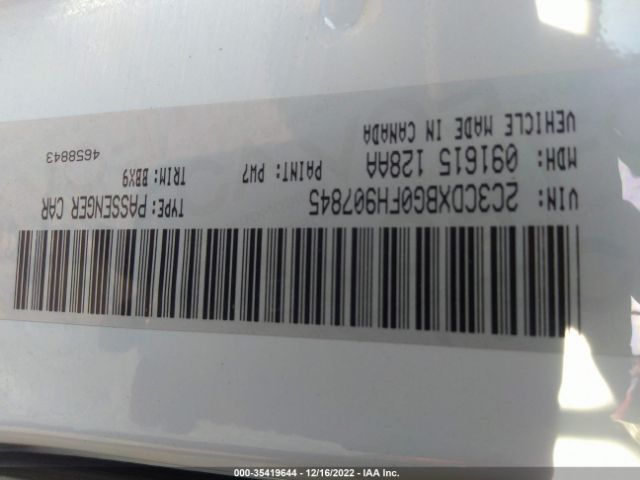 VIN: 2C3CDXBG0FH907845 TYPE: PASSENGER CAR
MDH: 091615 128AA PAINT: PW7 TRIM: BBX9
VEHICLE MADE IN CANADA 4658843
000-35419644 – 12/16/2022 – IAA Inc.